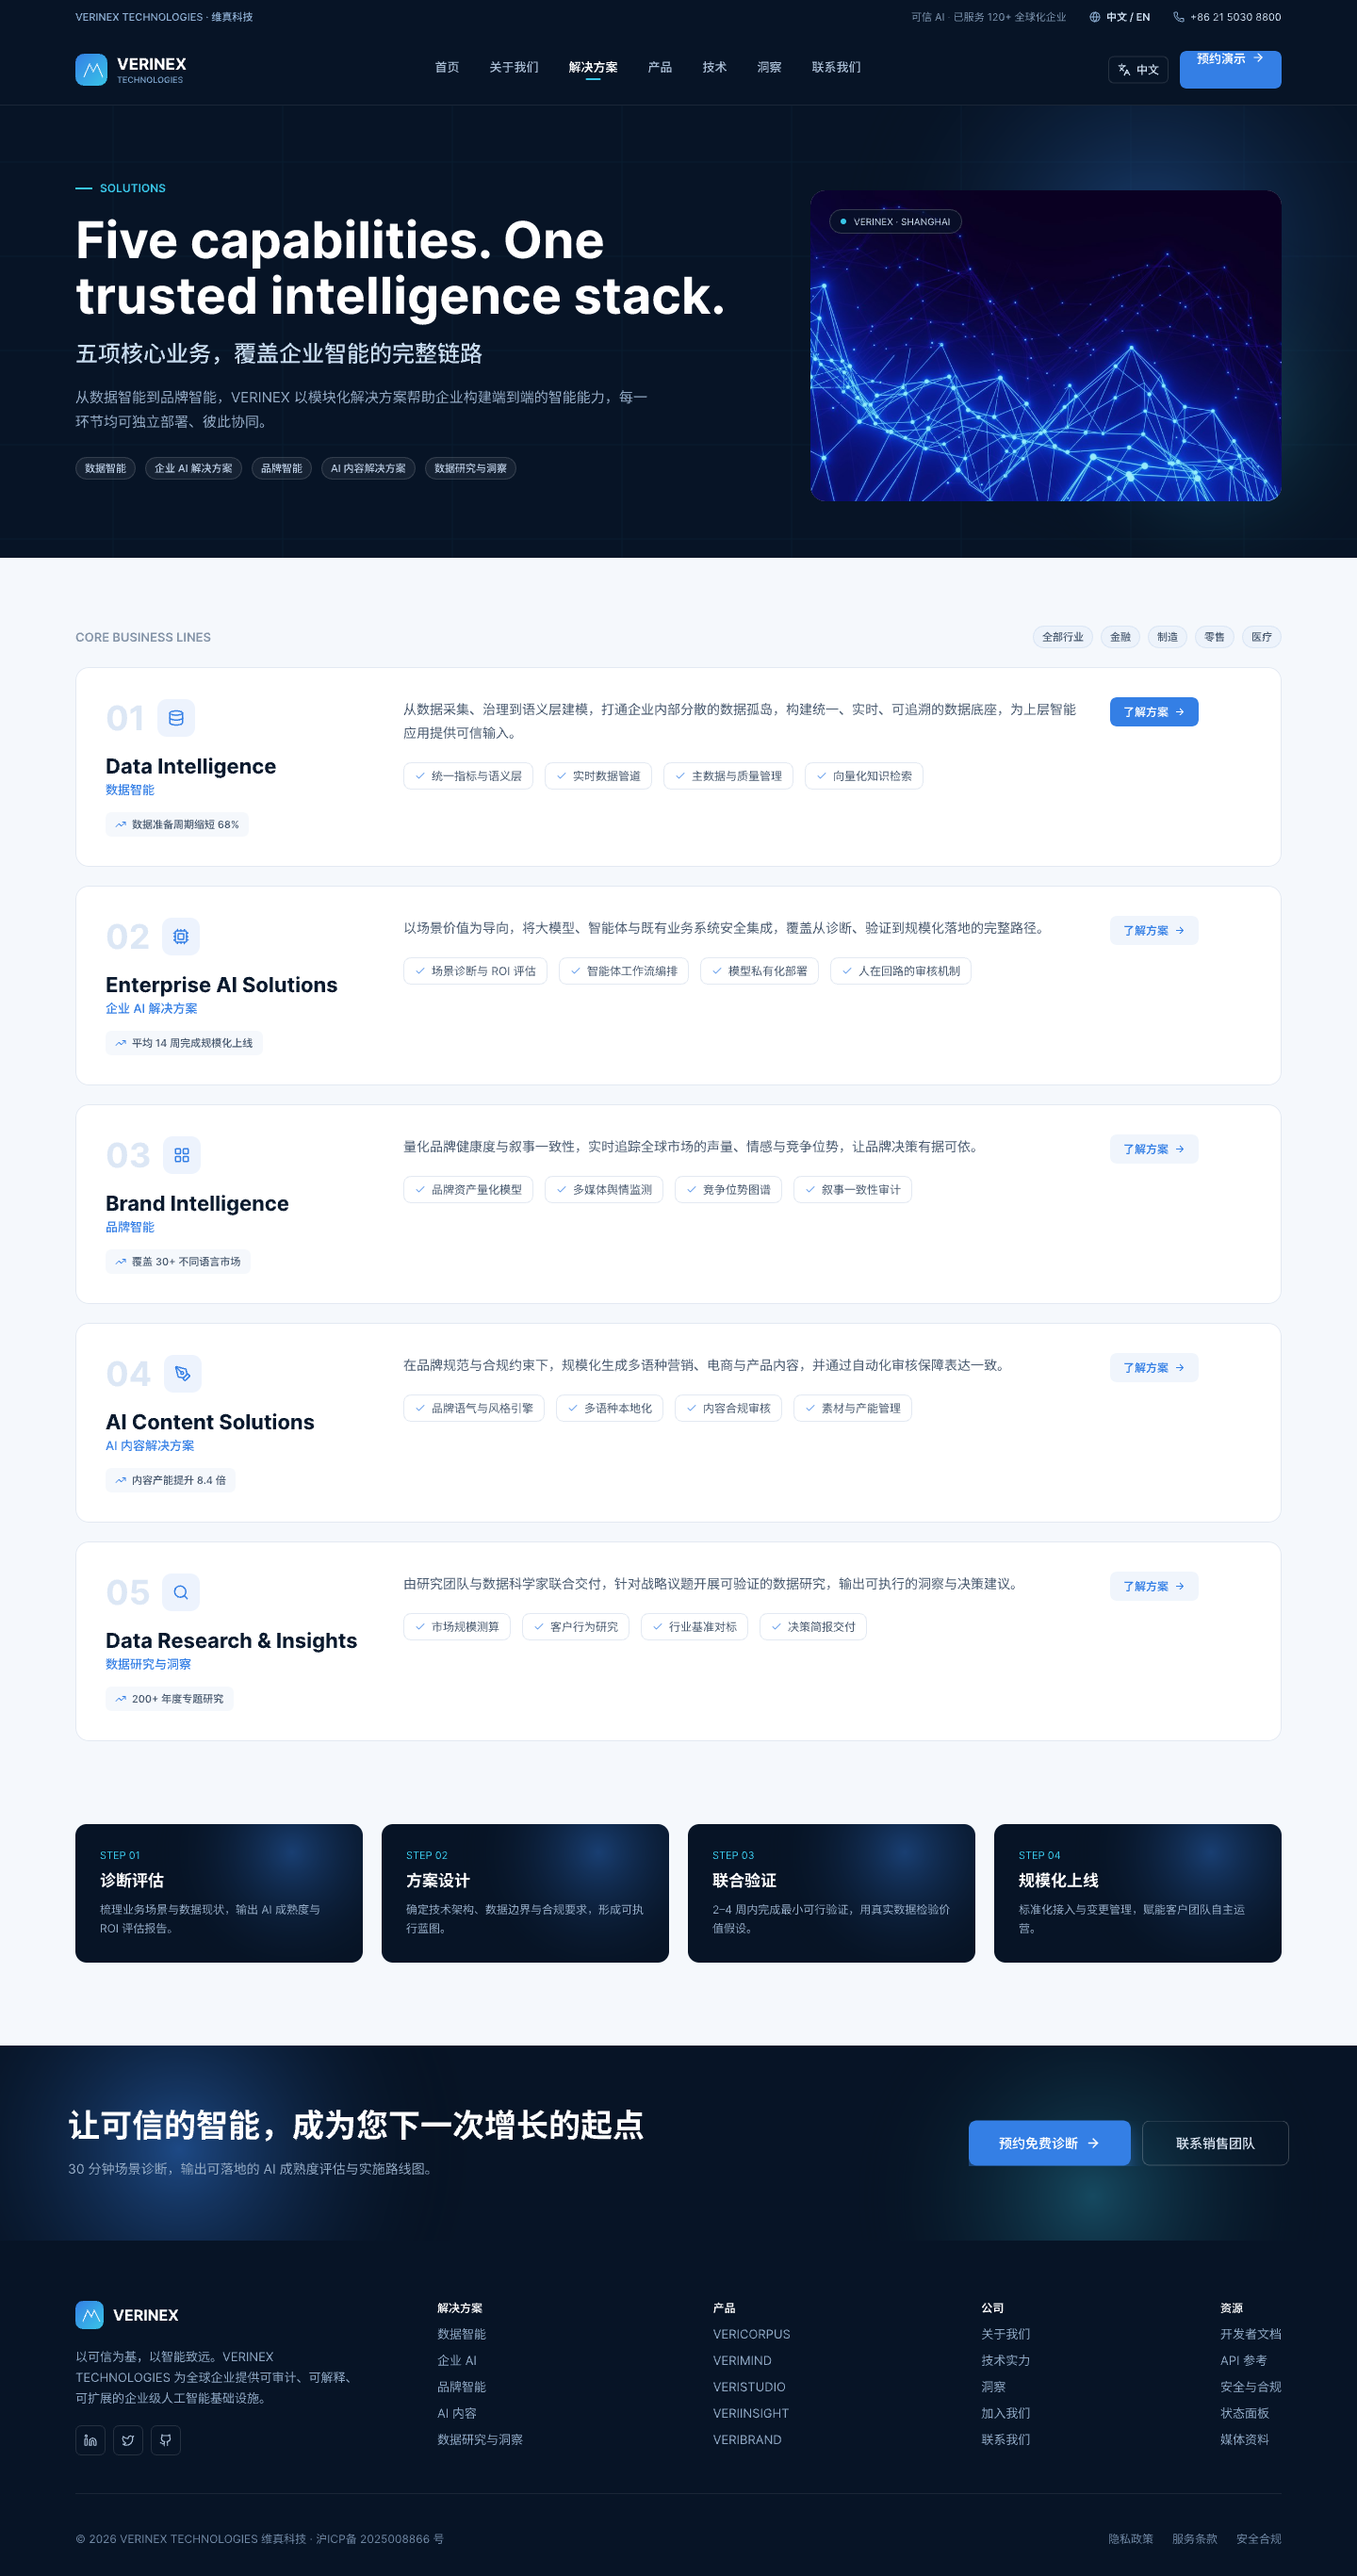 VERINEX TECHNOLOGIES · 维真科技
可信 AI · 已服务 120+ 全球化企业
中文 / EN
+86 21 5030 8800
VERINEX
TECHNOLOGIES
首页
关于我们
解决方案
产品
技术
洞察
联系我们
中文
预约演示
SOLUTIONS
Five capabilities. One
trusted intelligence stack.
五项核心业务，覆盖企业智能的完整链路
从数据智能到品牌智能，VERINEX 以模块化解决方案帮助企业构建端到端的智能能力，每一
环节均可独立部署、彼此协同。
数据智能
企业 AI 解决方案
品牌智能
AI 内容解决方案
数据研究与洞察
VERINEX · SHANGHAI
CORE BUSINESS LINES
全部行业
金融
制造
零售
医疗
01
Data Intelligence
数据智能
数据准备周期缩短 68%
从数据采集、治理到语义层建模，打通企业内部分散的数据孤岛，构建统一、实时、可追溯的数据底座，为上层智能
应用提供可信输入。
统一指标与语义层
实时数据管道
主数据与质量管理
向量化知识检索
了解方案
02
Enterprise AI Solutions
企业 AI 解决方案
平均 14 周完成规模化上线
以场景价值为导向，将大模型、智能体与既有业务系统安全集成，覆盖从诊断、验证到规模化落地的完整路径。
场景诊断与 ROI 评估
智能体工作流编排
模型私有化部署
人在回路的审核机制
了解方案
03
Brand Intelligence
品牌智能
覆盖 30+ 不同语言市场
量化品牌健康度与叙事一致性，实时追踪全球市场的声量、情感与竞争位势，让品牌决策有据可依。
品牌资产量化模型
多媒体舆情监测
竞争位势图谱
叙事一致性审计
了解方案
04
AI Content Solutions
AI 内容解决方案
内容产能提升 8.4 倍
在品牌规范与合规约束下，规模化生成多语种营销、电商与产品内容，并通过自动化审核保障表达一致。
品牌语气与风格引擎
多语种本地化
内容合规审核
素材与产能管理
了解方案
05
Data Research & Insights
数据研究与洞察
200+ 年度专题研究
由研究团队与数据科学家联合交付，针对战略议题开展可验证的数据研究，输出可执行的洞察与决策建议。
市场规模测算
客户行为研究
行业基准对标
决策简报交付
了解方案
STEP 01
诊断评估
梳理业务场景与数据现状，输出 AI 成熟度与
ROI 评估报告。
STEP 02
方案设计
确定技术架构、数据边界与合规要求，形成可执
行蓝图。
STEP 03
联合验证
2–4 周内完成最小可行验证，用真实数据检验价
值假设。
STEP 04
规模化上线
标准化接入与变更管理，赋能客户团队自主运
营。
让可信的智能，成为您下一次增长的起点
30 分钟场景诊断，输出可落地的 AI 成熟度评估与实施路线图。
预约免费诊断
联系销售团队
VERINEX
以可信为基，以智能致远。VERINEX
TECHNOLOGIES 为全球企业提供可审计、可解释、
可扩展的企业级人工智能基础设施。
解决方案
数据智能
企业 AI
品牌智能
AI 内容
数据研究与洞察
产品
VERICORPUS
VERIMIND
VERISTUDIO
VERIINSIGHT
VERIBRAND
公司
关于我们
技术实力
洞察
加入我们
联系我们
资源
开发者文档
API 参考
安全与合规
状态面板
媒体资料
© 2026 VERINEX TECHNOLOGIES 维真科技 · 沪ICP备 2025008866 号
隐私政策
服务条款
安全合规